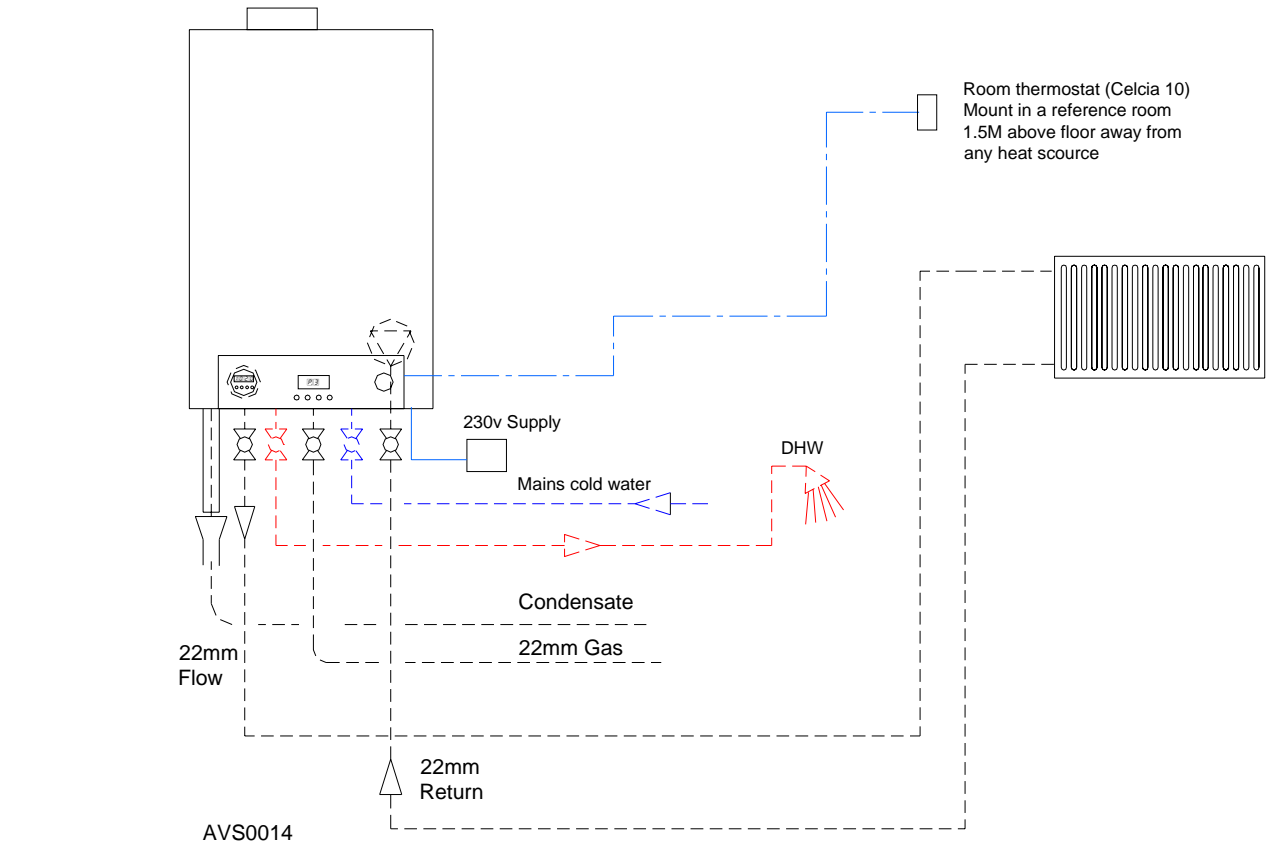 Room thermostat (Celcia 10)
Mount in a reference room
1.5M above floor away from
any heat scource
230v Supply
DHW
Mains cold water
Condensate
22mm Gas
22mm
Flow
22mm
Return
AVS0014